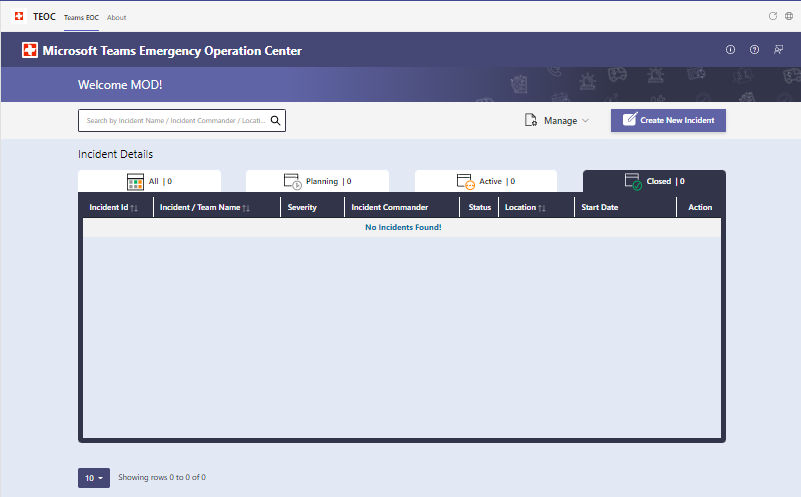 TEOC Teams EOC About
Microsoft Teams Emergency Operation Center
Welcome MOD!
Search by Incident Name / Incident Commander / Locati...
Manage
Create New Incident
Incident Details
All | 0
Planning | 0
Active | 0
Closed | 0
Incident Id Incident / Team Name Severity Incident Commander Status Location Start Date Action
No Incidents Found!
10 Showing rows 0 to 0 of 0